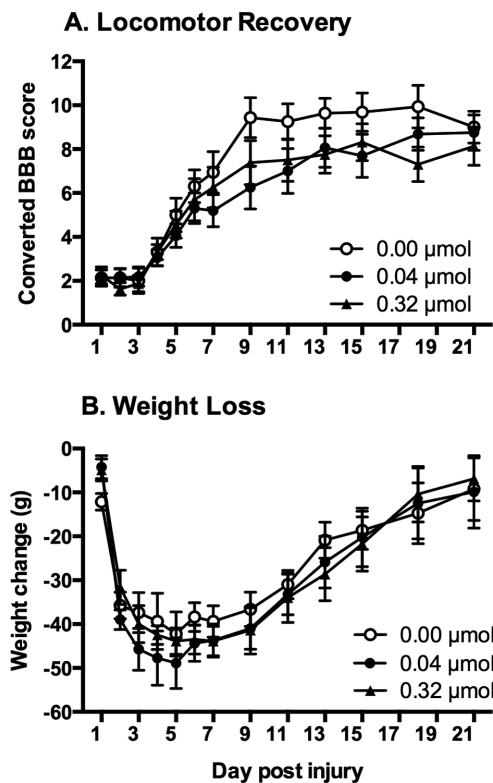 A. Locomotor Recovery
Converted BBB score
12
10
8
6
4
2
0
0.00 μmol
0.04 μmol
0.32 μmol
1 3 5 7 9 11 13 15 17 19 21
B. Weight Loss
Weight change (g)
0
-10
-20
-30
-40
-50
-60
0.00 μmol
0.04 μmol
0.32 μmol
1 3 5 7 9 11 13 15 17 19 21
Day post injury